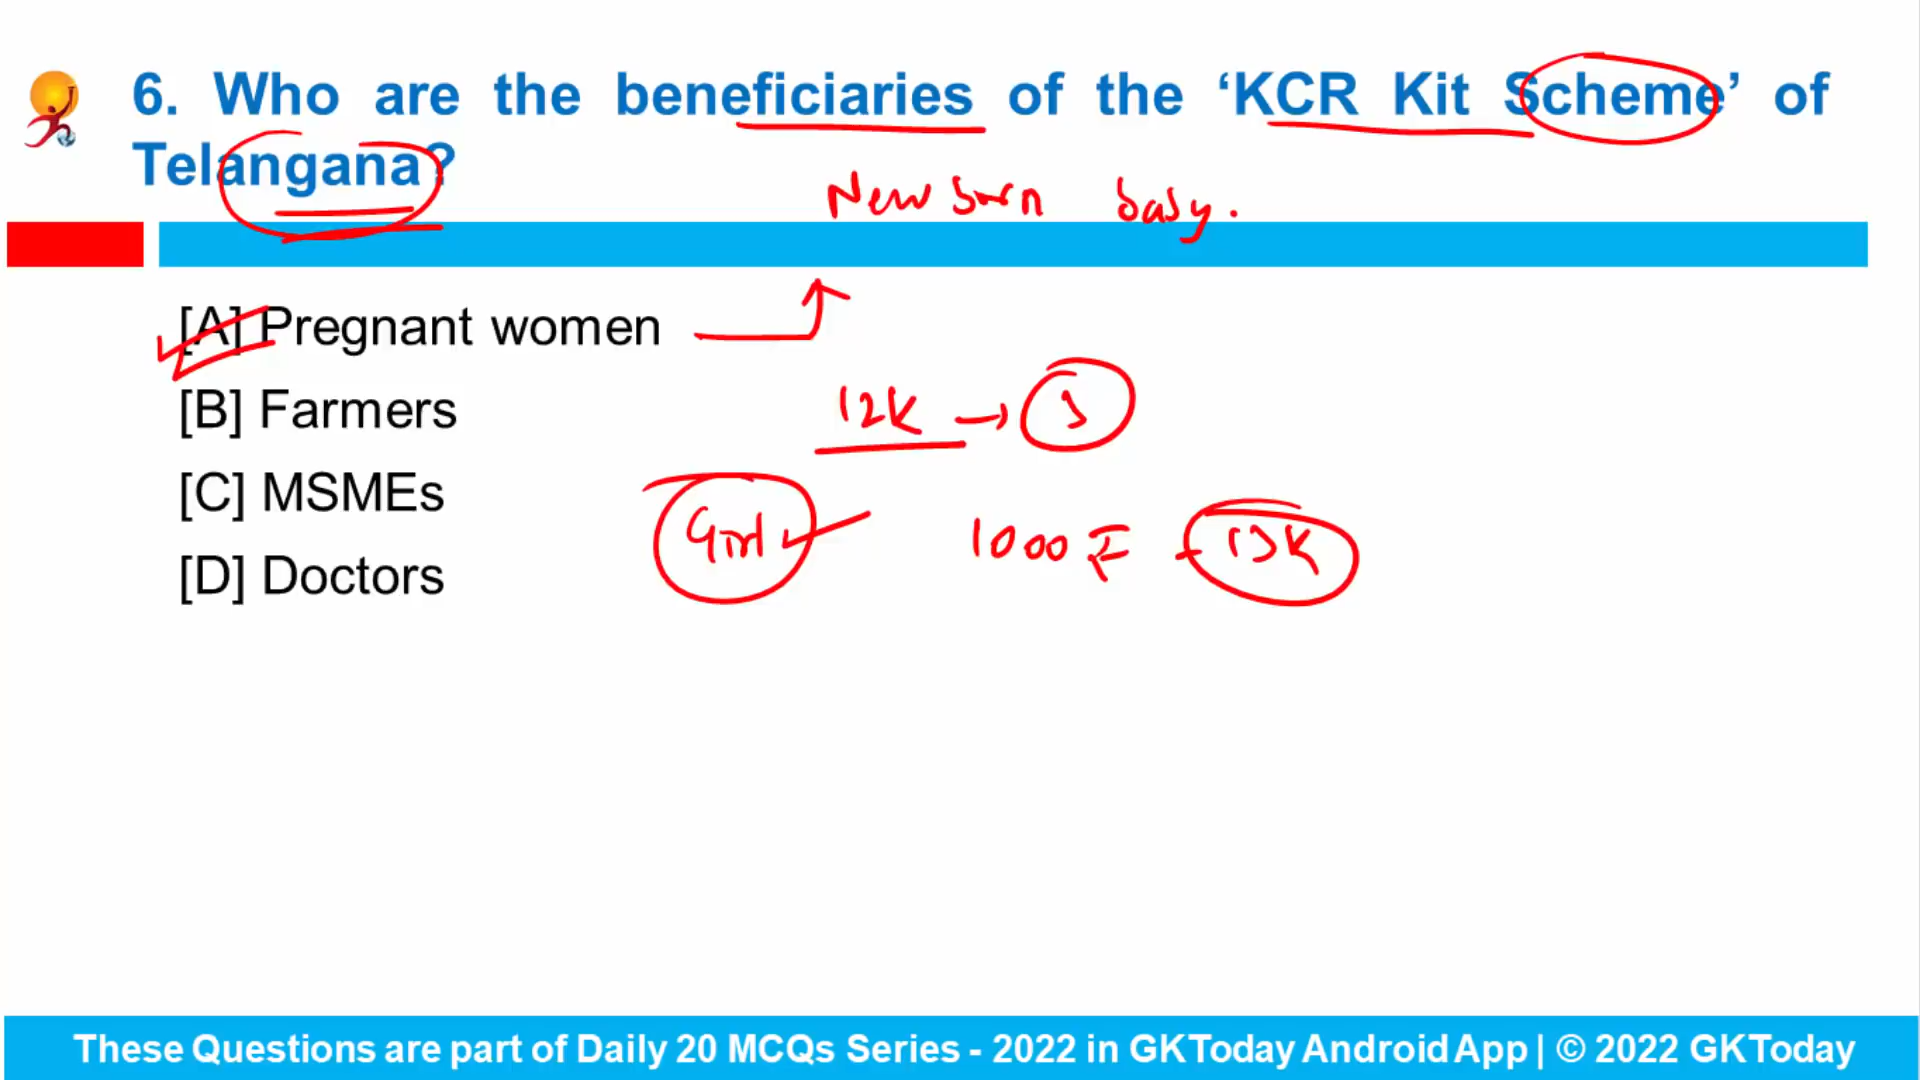 6. Who are the beneficiaries of the ‘KCR Kit Scheme’ of
Telangana?
New born baby.
[A] Pregnant women
[B] Farmers
12K → 3
[C] MSMEs
Girl 1000 ₹ - 13K
[D] Doctors
These Questions are part of Daily 20 MCQs Series - 2022 in GKToday Android App | © 2022 GKToday